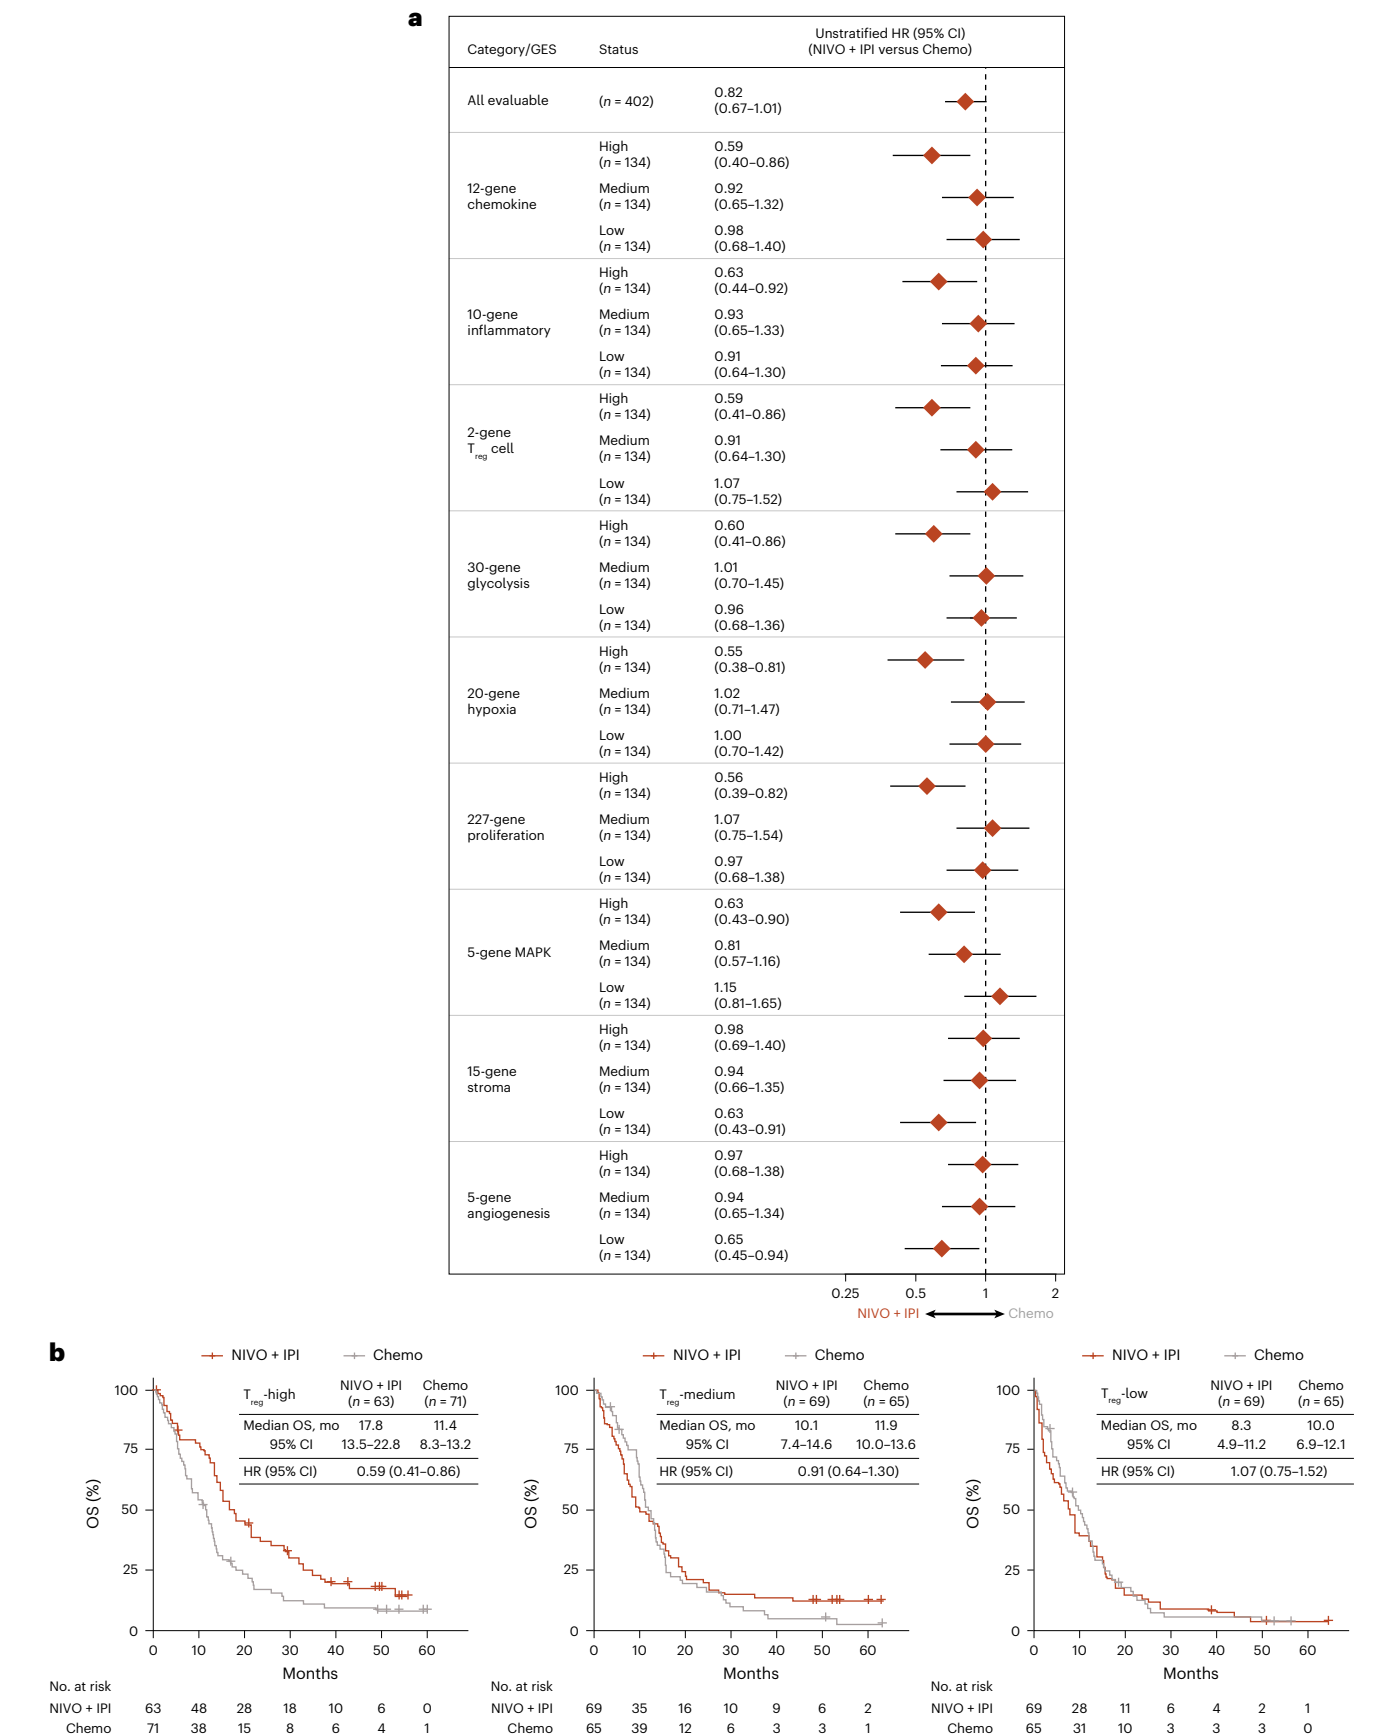 a
Unstratified HR (95% CI)
Category/GES Status (NIVO + IPI versus Chemo)
All evaluable (n = 402) 0.82
(0.67–1.01)
High 0.59
(n = 134) (0.40–0.86)
12-gene Medium 0.92
chemokine (n = 134) (0.65–1.32)
Low 0.98
(n = 134) (0.68–1.40)
High 0.63
(n = 134) (0.44–0.92)
10-gene Medium 0.93
inflammatory (n = 134) (0.65–1.33)
Low 0.91
(n = 134) (0.64–1.30)
High 0.59
(n = 134) (0.41–0.86)
2-gene Medium 0.91
Treg cell (n = 134) (0.64–1.30)
Low 1.07
(n = 134) (0.75–1.52)
High 0.60
(n = 134) (0.41–0.86)
30-gene Medium 1.01
glycolysis (n = 134) (0.70–1.45)
Low 0.96
(n = 134) (0.68–1.36)
High 0.55
(n = 134) (0.38–0.81)
20-gene Medium 1.02
hypoxia (n = 134) (0.71–1.47)
Low 1.00
(n = 134) (0.70–1.42)
High 0.56
(n = 134) (0.39–0.82)
227-gene Medium 1.07
proliferation (n = 134) (0.75–1.54)
Low 0.97
(n = 134) (0.68–1.38)
High 0.63
(n = 134) (0.43–0.90)
5-gene MAPK Medium 0.81
(n = 134) (0.57–1.16)
Low 1.15
(n = 134) (0.81–1.65)
High 0.98
(n = 134) (0.69–1.40)
15-gene Medium 0.94
stroma (n = 134) (0.66–1.35)
Low 0.63
(n = 134) (0.43–0.91)
High 0.97
(n = 134) (0.68–1.38)
5-gene Medium 0.94
angiogenesis (n = 134) (0.65–1.34)
Low 0.65
(n = 134) (0.45–0.94)
0.25 0.5 1 2
NIVO + IPI Chemo
b
NIVO + IPI Chemo
Treg-high NIVO + IPI Chemo
(n = 63) (n = 71)
Median OS, mo 17.8 11.4
95% CI 13.5–22.8 8.3–13.2
HR (95% CI) 0.59 (0.41–0.86)
OS (%)
100
75
50
25
0
0 10 20 30 40 50 60
Months
No. at risk
NIVO + IPI 63 48 28 18 10 6 0
Chemo 71 38 15 8 6 4 1
NIVO + IPI Chemo
Treg-medium NIVO + IPI Chemo
(n = 69) (n = 65)
Median OS, mo 10.1 11.9
95% CI 7.4–14.6 10.0–13.6
HR (95% CI) 0.91 (0.64–1.30)
OS (%)
100
75
50
25
0
0 10 20 30 40 50 60
Months
No. at risk
NIVO + IPI 69 35 16 10 9 6 2
Chemo 65 39 12 6 3 3 1
NIVO + IPI Chemo
Treg-low NIVO + IPI Chemo
(n = 69) (n = 65)
Median OS, mo 8.3 10.0
95% CI 4.9–11.2 6.9–12.1
HR (95% CI) 1.07 (0.75–1.52)
OS (%)
100
75
50
25
0
0 10 20 30 40 50 60
Months
No. at risk
NIVO + IPI 69 28 11 6 4 2 1
Chemo 65 31 10 3 3 3 0